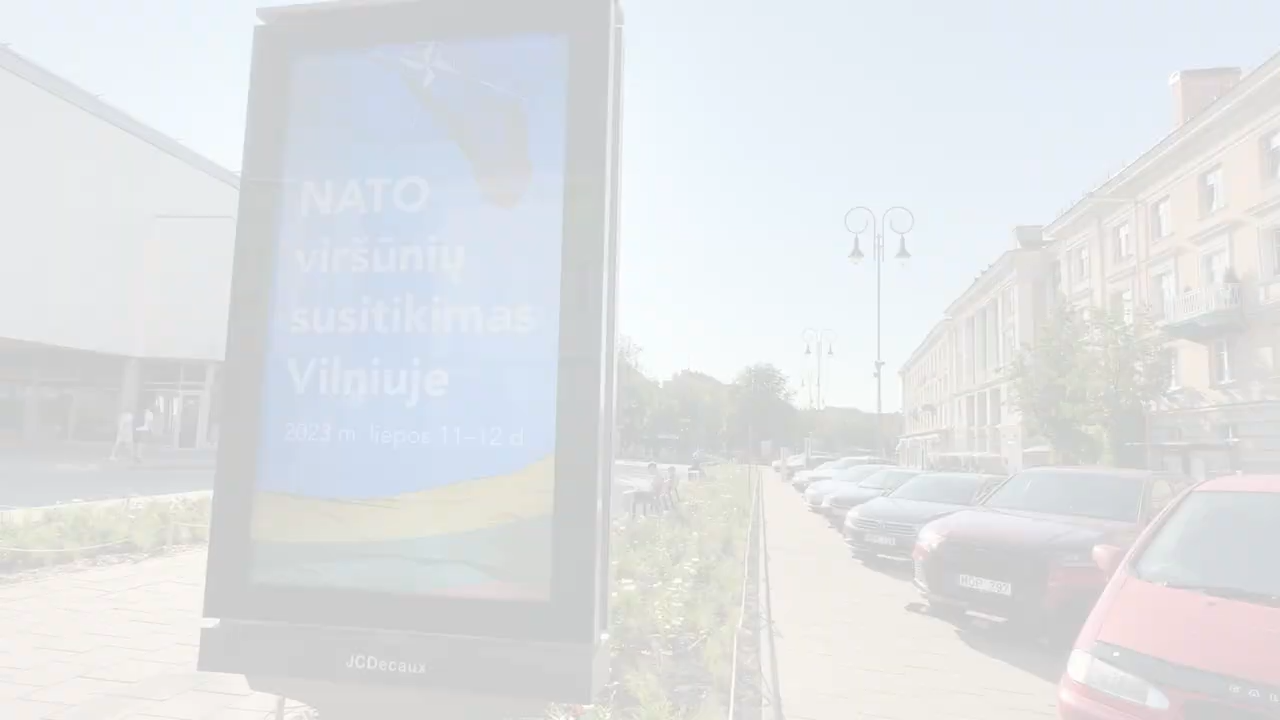 NATO
viršūnių
susitikimas
Vilniuje
2023 m. liepos 11–12 d.
JCDecaux